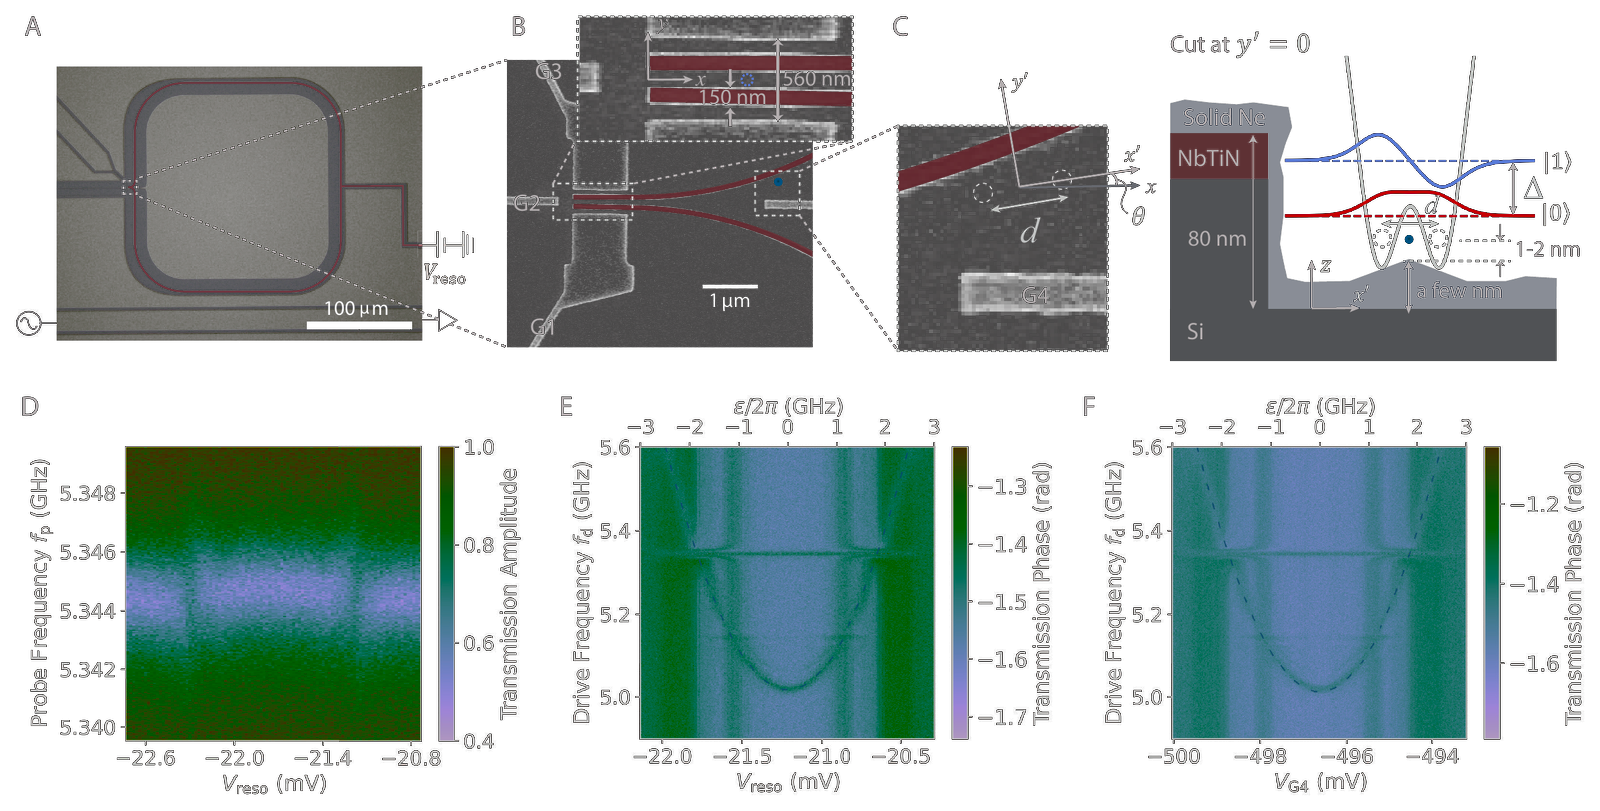 A
100 μm
Vreso
B
G3
G2
G1
x
150 nm
560 nm
1 μm
C
y′
x′
x
θ
d
G4
Cut at y′ = 0
Solid Ne
NbTiN
80 nm
Si
|1⟩
Δ
|0⟩
d
1-2 nm
z
x′
a few nm
D
Probe Frequency fp (GHz)
5.348
5.346
5.344
5.342
5.340
−22.6
−22.0
−21.4
−20.8
Vreso (mV)
1.0
0.8
0.6
0.4
Transmission Amplitude
E
ε/2π (GHz)
−3
−2
−1
0
1
2
3
Drive Frequency fd (GHz)
5.6
5.4
5.2
5.0
−22.0
−21.5
−21.0
−20.5
Vreso (mV)
−1.3
−1.4
−1.5
−1.6
−1.7
Transmission Phase (rad)
F
ε/2π (GHz)
−3
−2
−1
0
1
2
3
Drive Frequency fd (GHz)
5.6
5.4
5.2
5.0
−500
−498
−496
−494
VG4 (mV)
−1.2
−1.4
−1.6
Transmission Phase (rad)